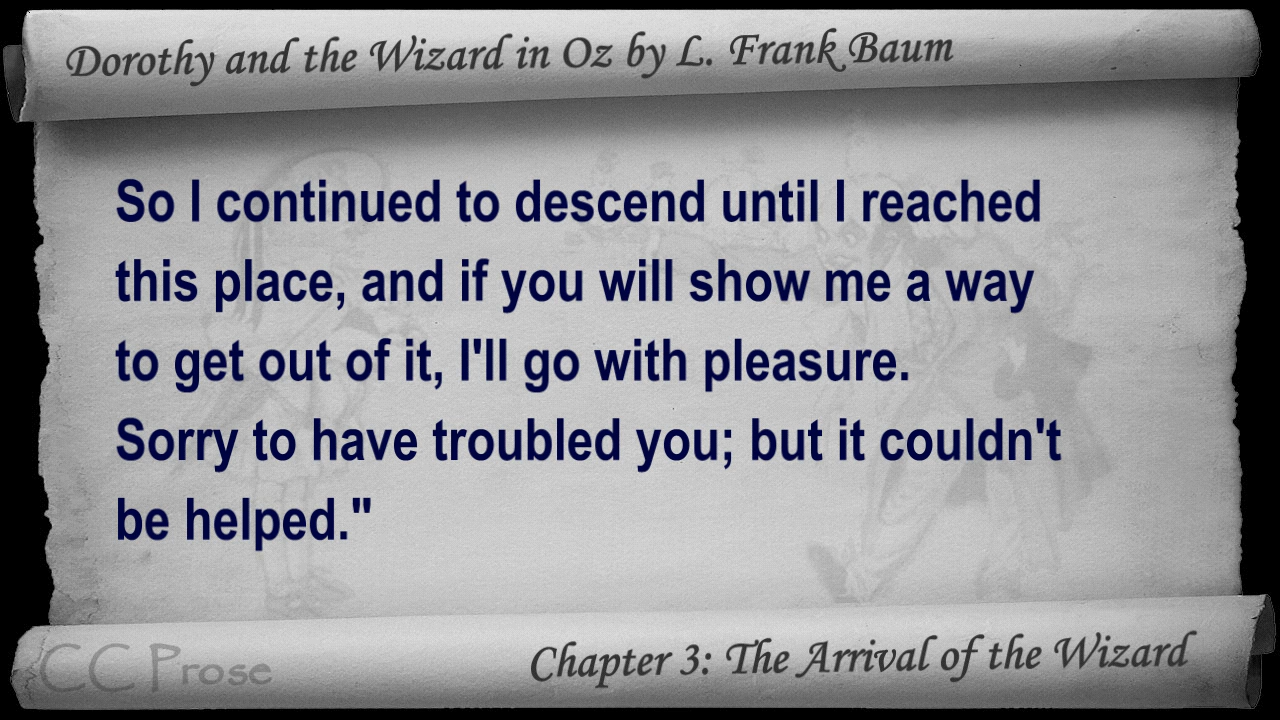 Dorothy and the Wizard in Oz by L. Frank Baum
So I continued to descend until I reached
this place, and if you will show me a way
to get out of it, I'll go with pleasure.
Sorry to have troubled you; but it couldn't
be helped."
CC Prose
Chapter 3: The Arrival of the Wizard